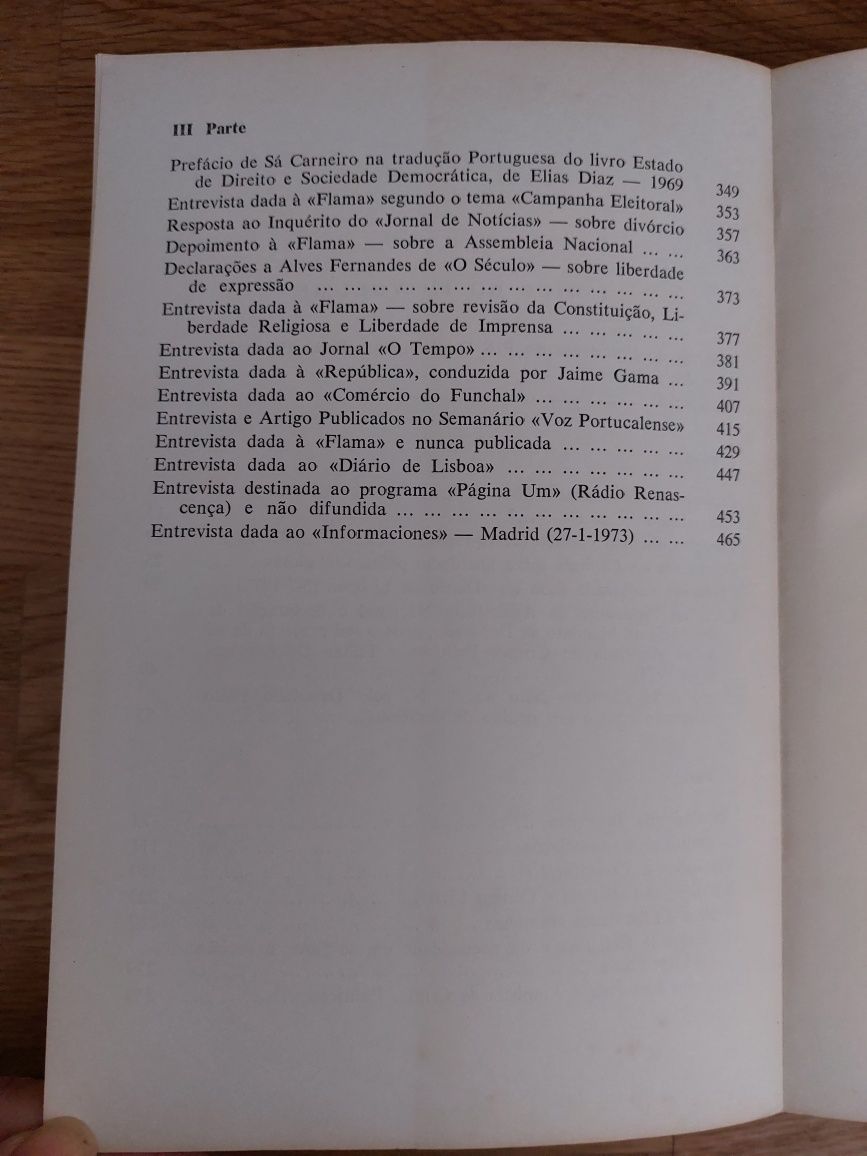 III Parte
Prefácio de Sá Carneiro na tradução Portuguesa do livro Estado
de Direito e Sociedade Democrática, de Elias Diaz — 1969 349
Entrevista dada à «Flama» segundo o tema «Campanha Eleitoral» 353
Resposta ao Inquérito do «Jornal de Notícias» — sobre divórcio 357
Depoimento à «Flama» — sobre a Assembleia Nacional ... ... 363
Declarações a Alves Fernandes de «O Século» — sobre liberdade
de expressão ... ... ... ... ... ... ... ... ... ... ... ... ... ... 373
Entrevista dada à «Flama» — sobre revisão da Constituição, Li-
berdade Religiosa e Liberdade de Imprensa ... ... ... ... ... 377
Entrevista dada ao Jornal «O Tempo» ... ... ... ... ... ... ... ... 381
Entrevista dada à «República», conduzida por Jaime Gama ... 391
Entrevista dada ao «Comércio do Funchal» ... ... ... ... ... ... 407
Entrevista e Artigo Publicados no Semanário «Voz Portucalense» 415
Entrevista dada à «Flama» e nunca publicada ... ... ... ... ... 429
Entrevista dada ao «Diário de Lisboa» ... ... ... ... ... ... ... 447
Entrevista destinada ao programa «Página Um» (Rádio Renas-
cença) e não difundida ... ... ... ... ... ... ... ... ... ... ... 453
Entrevista dada ao «Informaciones» — Madrid (27-1-1973) ... ... 465